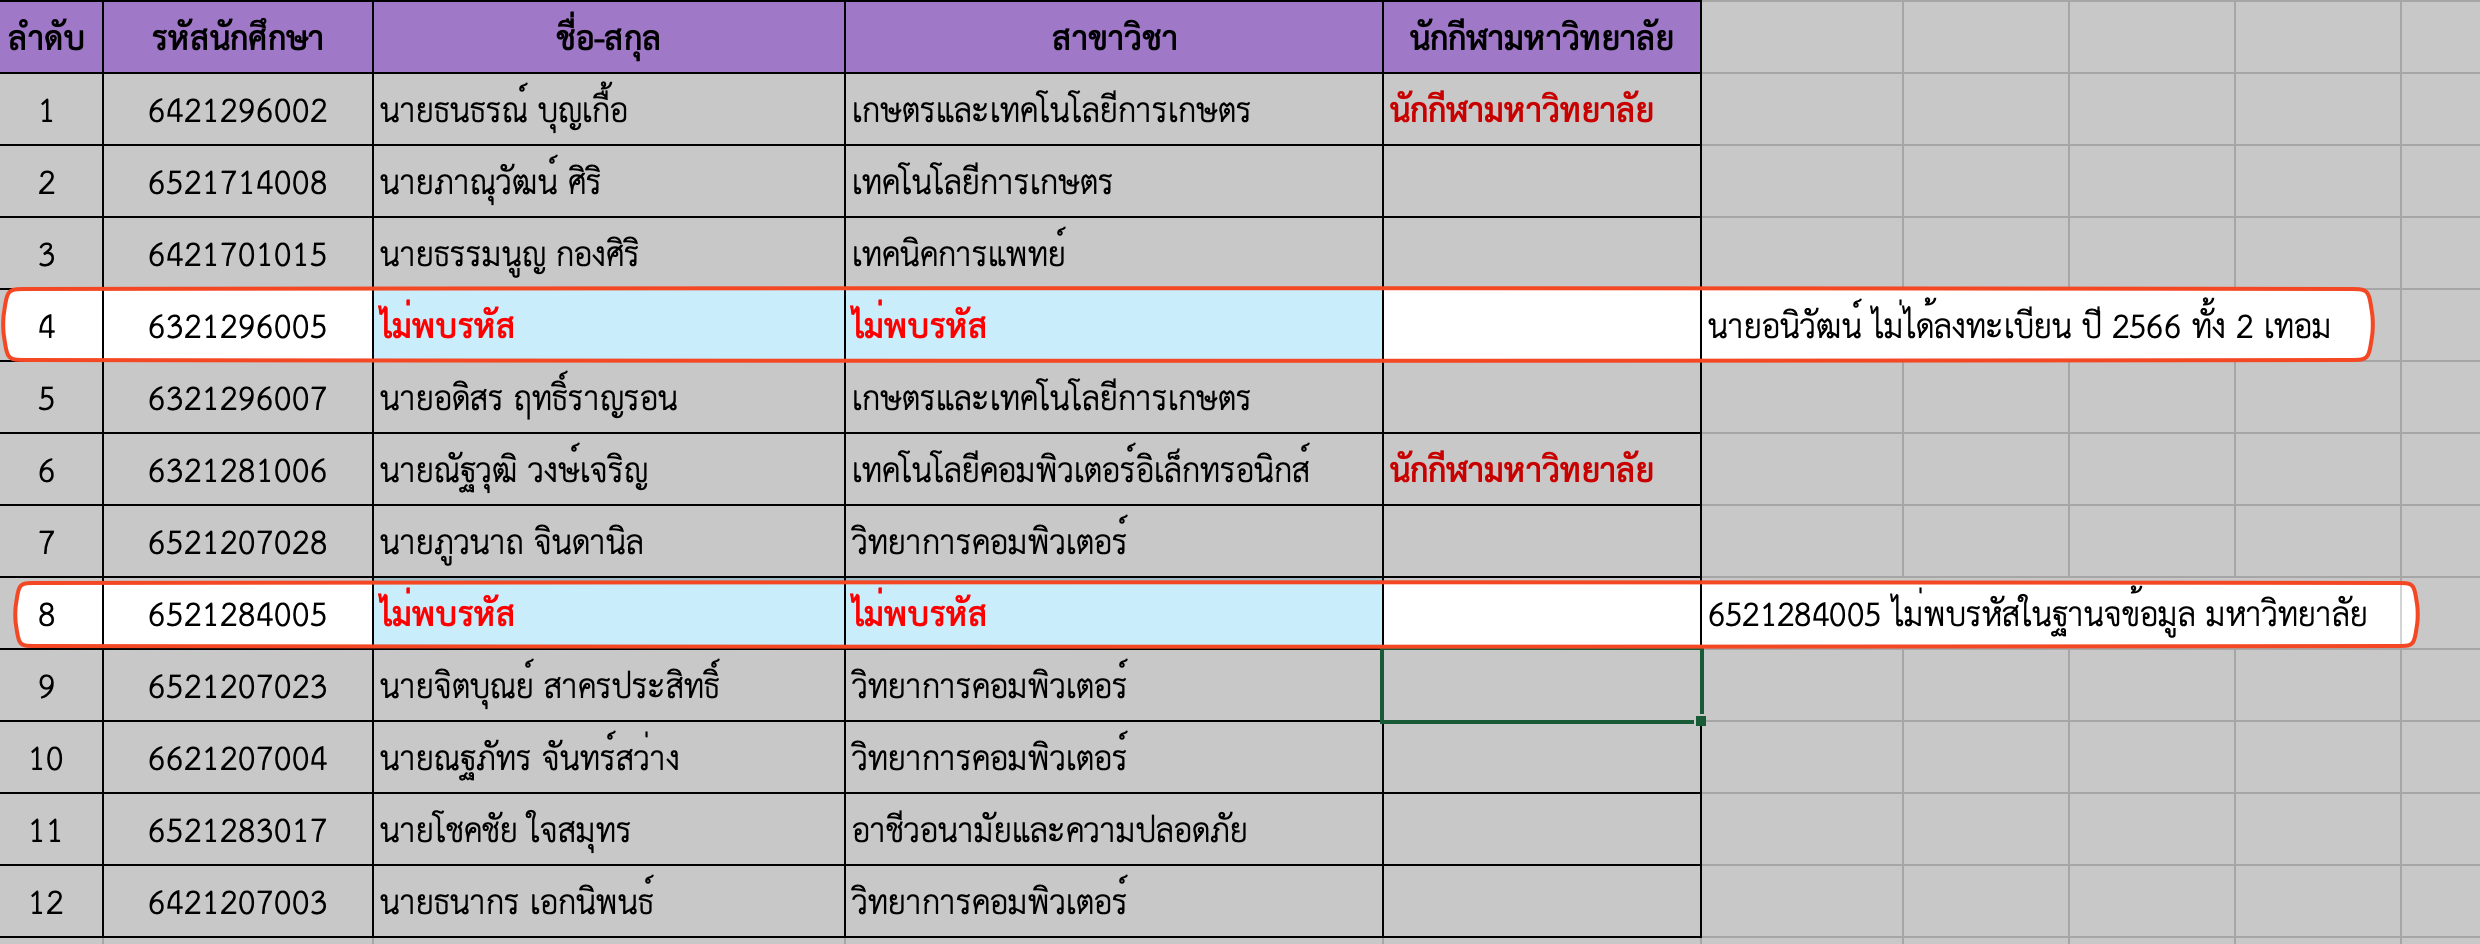 ลำดับ รหัสนักศึกษา ชื่อ-สกุล สาขาวิชา นักกีฬามหาวิทยาลัย
1 6421296002 นายธนธรณ์ บุญเกื้อ เกษตรและเทคโนโลยีการเกษตร นักกีฬามหาวิทยาลัย
2 6521714008 นายภาณุวัฒน์ ศิริ เทคโนโลยีการเกษตร
3 6421701015 นายธรรมนูญ กองศิริ เทคนิคการแพทย์
4 6321296005 ไม่พบรหัส ไม่พบรหัส นายอนิวัฒน์ ไม่ได้ลงทะเบียน ปี 2566 ทั้ง 2 เทอม
5 6321296007 นายอดิสร ฤทธิ์ราญรอน เกษตรและเทคโนโลยีการเกษตร
6 6321281006 นายณัฐวุฒิ วงษ์เจริญ เทคโนโลยีคอมพิวเตอร์อิเล็กทรอนิกส์ นักกีฬามหาวิทยาลัย
7 6521207028 นายภูวนาถ จินดานิล วิทยาการคอมพิวเตอร์
8 6521284005 ไม่พบรหัส ไม่พบรหัส 6521284005 ไม่พบรหัสในฐานจข้อมูล มหาวิทยาลัย
9 6521207023 นายจิตบุณย์ สาครประสิทธิ์ วิทยาการคอมพิวเตอร์
10 6621207004 นายณฐภัทร จันทร์สว่าง วิทยาการคอมพิวเตอร์
11 6521283017 นายโชคชัย ใจสมุทร อาชีวอนามัยและความปลอดภัย
12 6421207003 นายธนากร เอกนิพนธ์ วิทยาการคอมพิวเตอร์